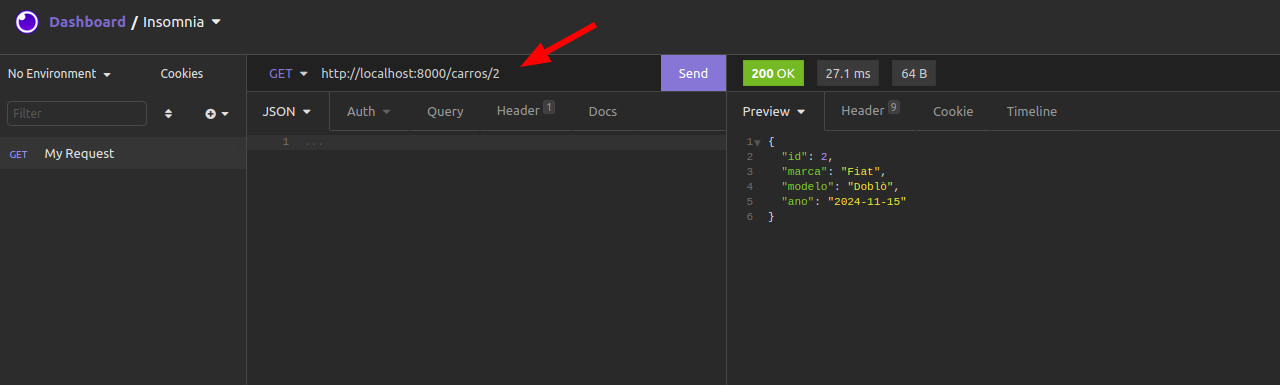 Dashboard / Insomnia
No Environment
Cookies
GET http://localhost:8000/carros/2
Send
200 OK
27.1 ms
64 B
Filter
JSON
Auth
Query
Header 1
Docs
Preview
Header 9
Cookie
Timeline
GET My Request
1 ...
1 {
2 "id": 2,
3 "marca": "Fiat",
4 "modelo": "Doblò",
5 "ano": "2024-11-15"
6 }